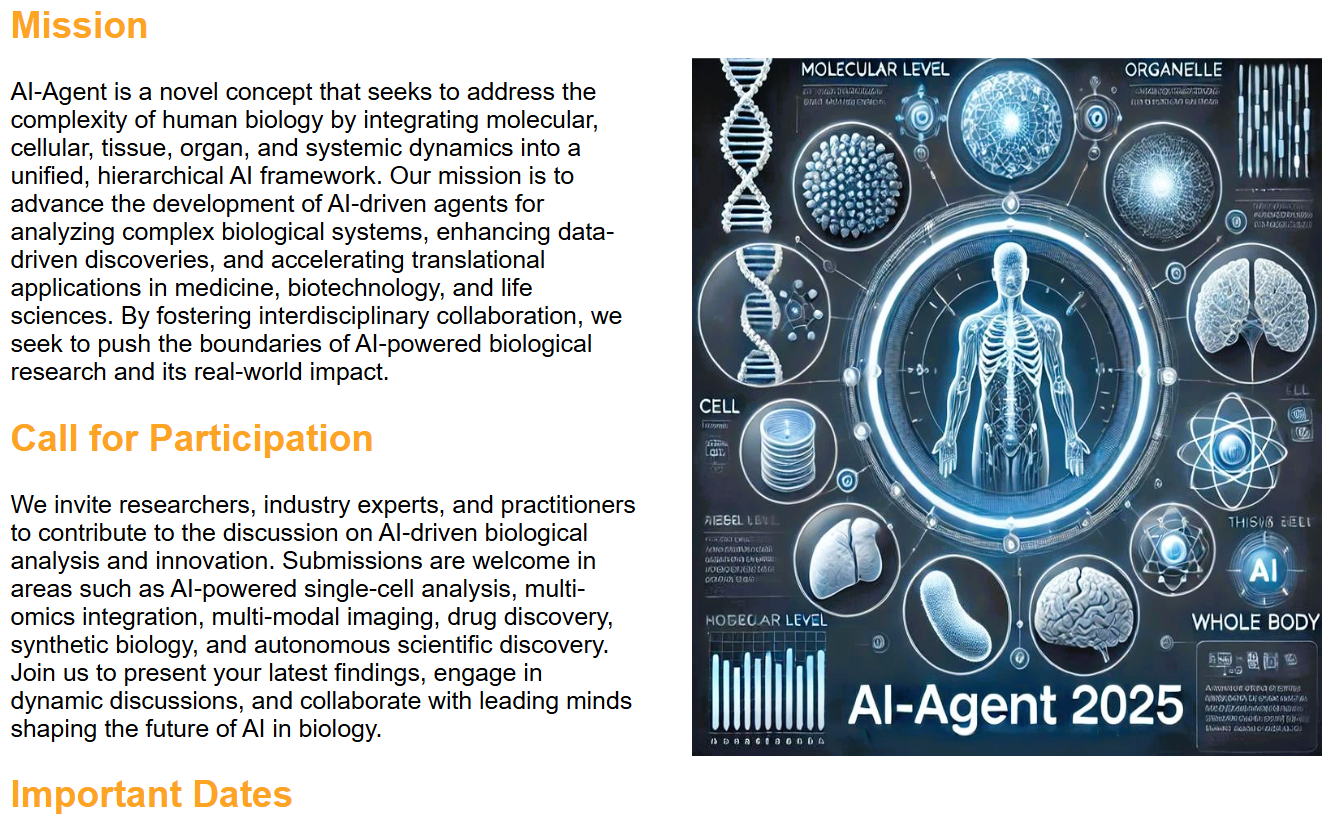 Mission
AI-Agent is a novel concept that seeks to address the
complexity of human biology by integrating molecular,
cellular, tissue, organ, and systemic dynamics into a
unified, hierarchical AI framework. Our mission is to
advance the development of AI-driven agents for
analyzing complex biological systems, enhancing data-
driven discoveries, and accelerating translational
applications in medicine, biotechnology, and life
sciences. By fostering interdisciplinary collaboration, we
seek to push the boundaries of AI-powered biological
research and its real-world impact.
Call for Participation
We invite researchers, industry experts, and practitioners
to contribute to the discussion on AI-driven biological
analysis and innovation. Submissions are welcome in
areas such as AI-powered single-cell analysis, multi-
omics integration, multi-modal imaging, drug discovery,
synthetic biology, and autonomous scientific discovery.
Join us to present your latest findings, engage in
dynamic discussions, and collaborate with leading minds
shaping the future of AI in biology.
Important Dates
MOLECULAR LEVEL
ORGANELLE
CELL
AI
LEVEL
WHOLE BODY
AI-Agent 2025